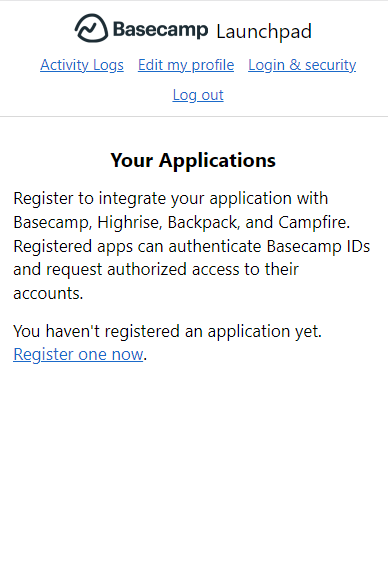 Basecamp Launchpad
Activity Logs Edit my profile Login & security
Log out
Your Applications
Register to integrate your application with
Basecamp, Highrise, Backpack, and Campfire.
Registered apps can authenticate Basecamp IDs
and request authorized access to their
accounts.
You haven't registered an application yet.
Register one now.